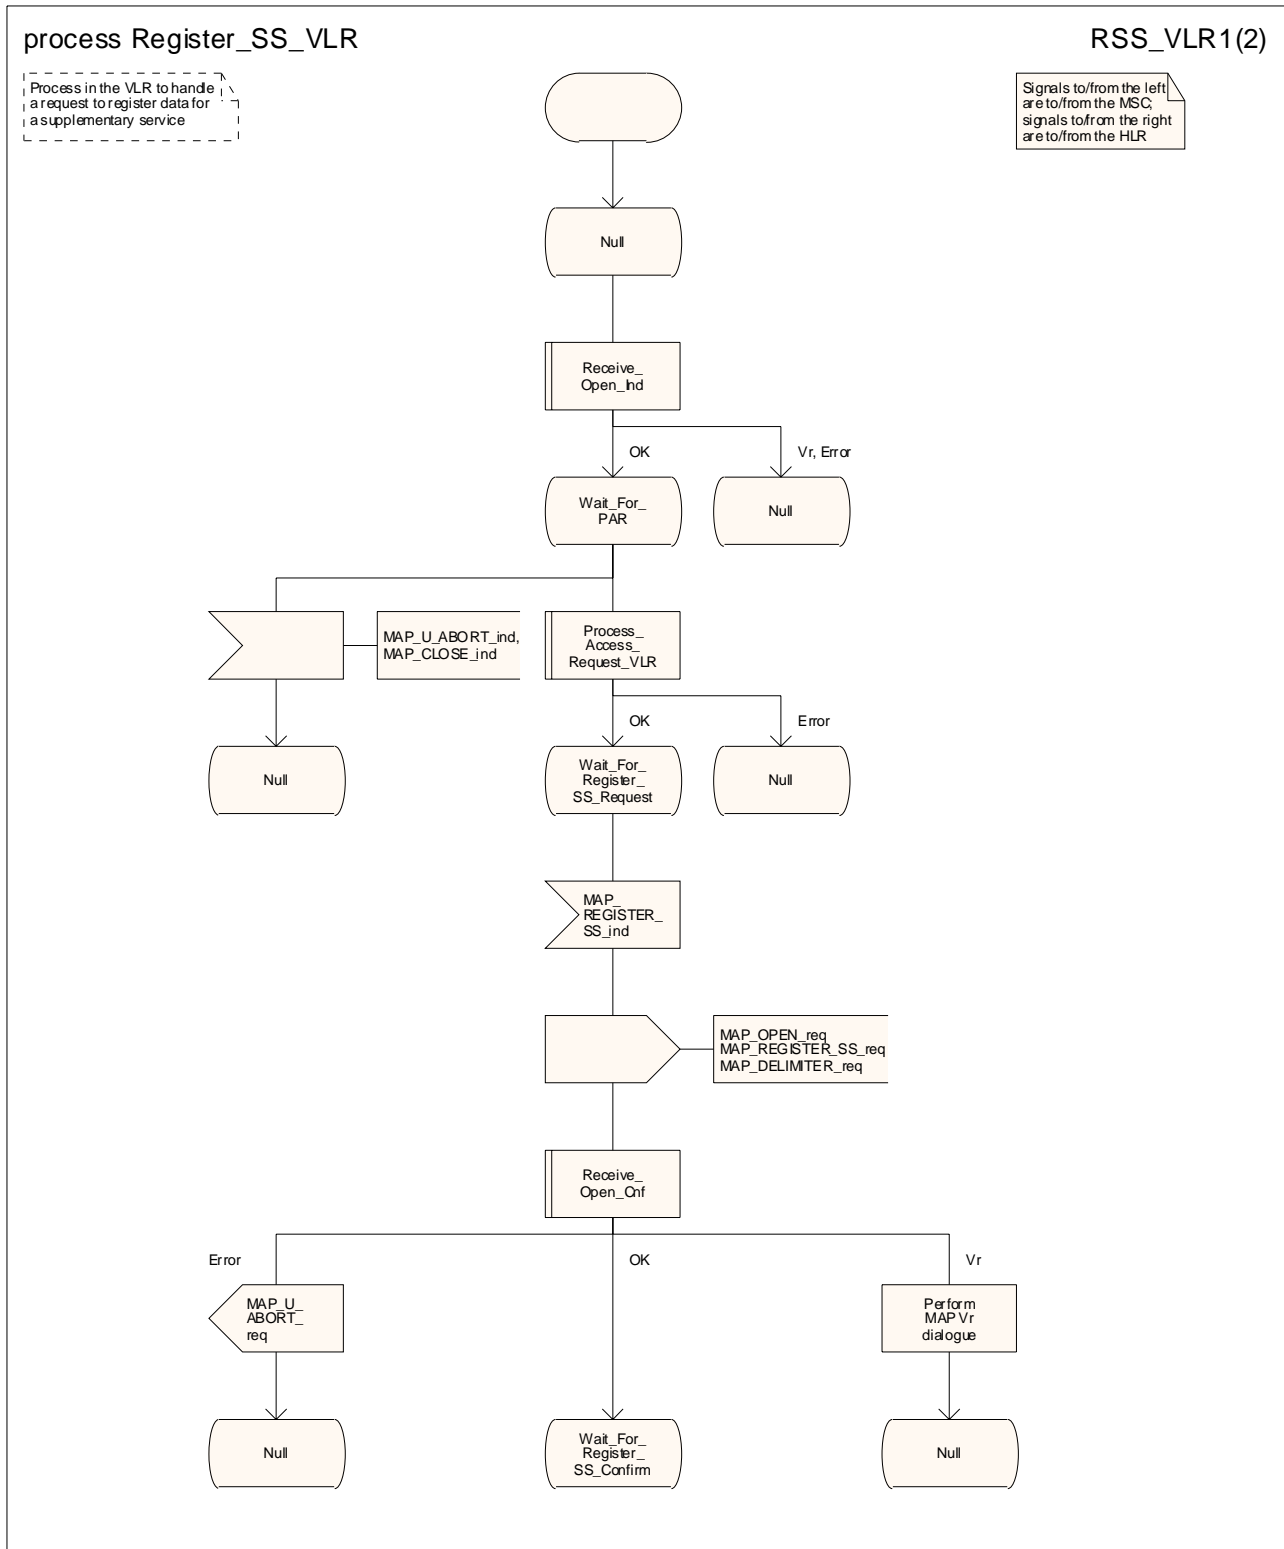 process Register_SS_VLR
RSS_VLR1(2)
Process in the VLR to handle
a request to register data for
a supplementary service
Signals to/from the left
are to/from the MSC;
signals to/from the right
are to/from the HLR
Null
Receive_
Open_Ind
OK
Vr, Error
Wait_For_
PAR
Null
MAP_U_ABORT_ind,
MAP_CLOSE_ind
Process_
Access_
Request_VLR
OK
Error
Null
Wait_For_
Register_
SS_Request
Null
MAP_
REGISTER_
SS_ind
MAP_OPEN_req
MAP_REGISTER_SS_req
MAP_DELIMITER_req
Receive_
Open_Cnf
Error
OK
Vr
MAP_U_
ABORT_
req
Perform
MAP Vr
dialogue
Null
Wait_For_
Register_
SS_Confirm
Null